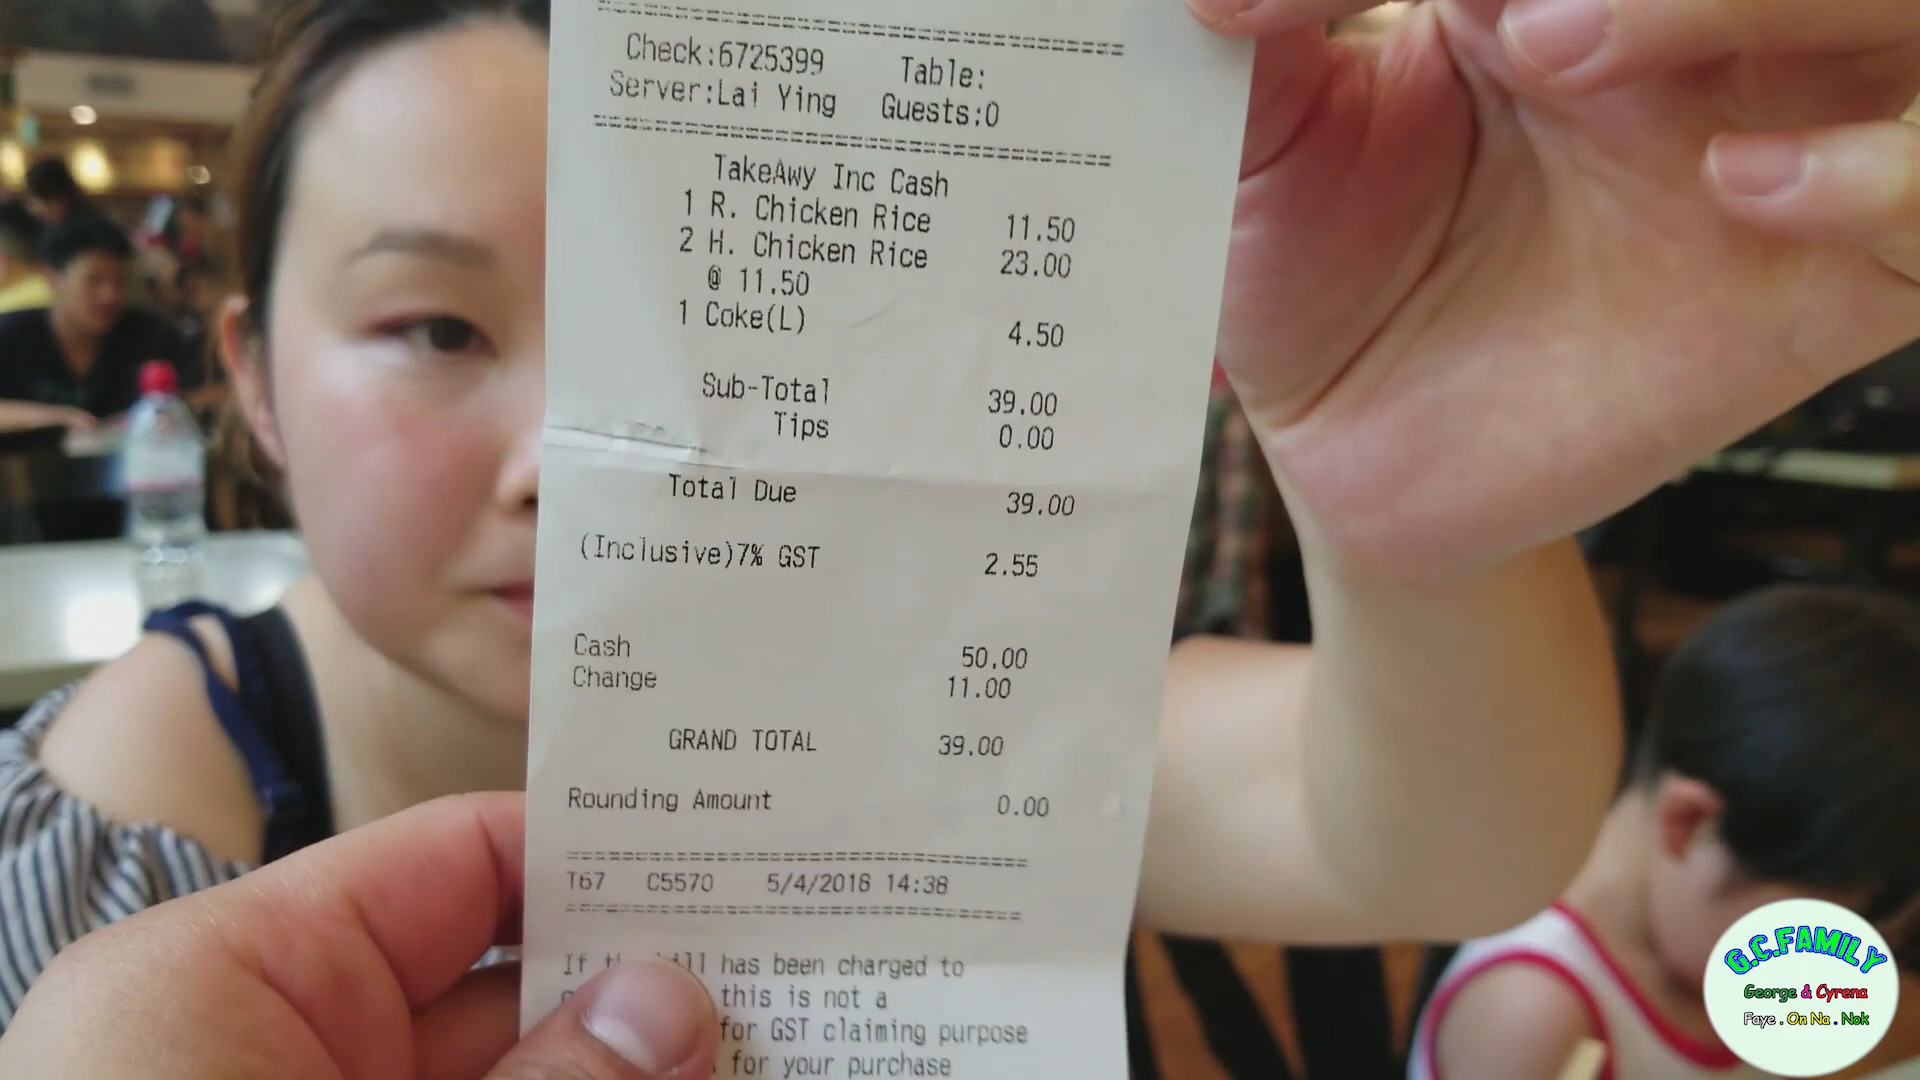 Check:6725399 Table:
Server:Lai Ying Guests:0
TakeAwy Inc Cash
1 R. Chicken Rice 11.50
2 H. Chicken Rice 23.00
@ 11.50
1 Coke(L) 4.50
Sub-Total 39.00
Tips 0.00
Total Due 39.00
(Inclusive)7% GST 2.55
Cash 50.00
Change 11.00
GRAND TOTAL 39.00
Rounding Amount 0.00
T67 C5570 5/4/2018 14:38
If has been charged to
this is not a
for GST claiming purpose
for your purchase
G.C.FAMILY
George & Cyrena
Faye . On Na . Nok